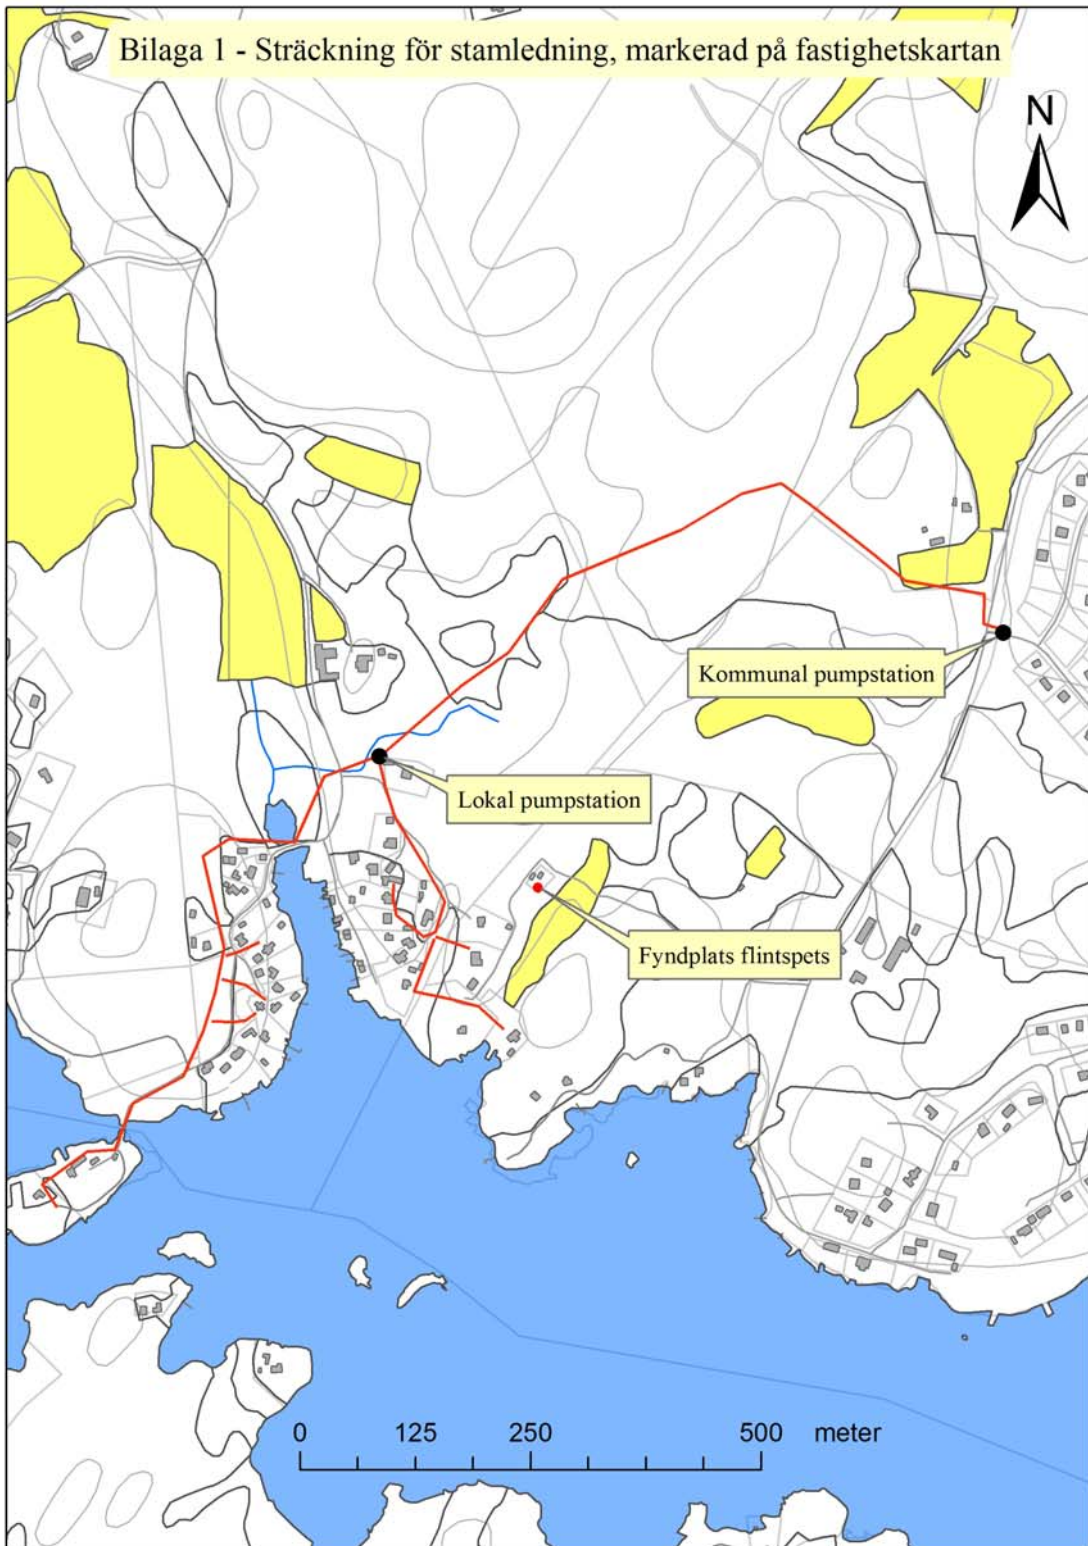 Bilaga 1 - Sträckning för stamledning, markerad på fastighetskartan
N
Kommunal pumpstation
Lokal pumpstation
Fyndplats flintspets
0 125 250 500 meter